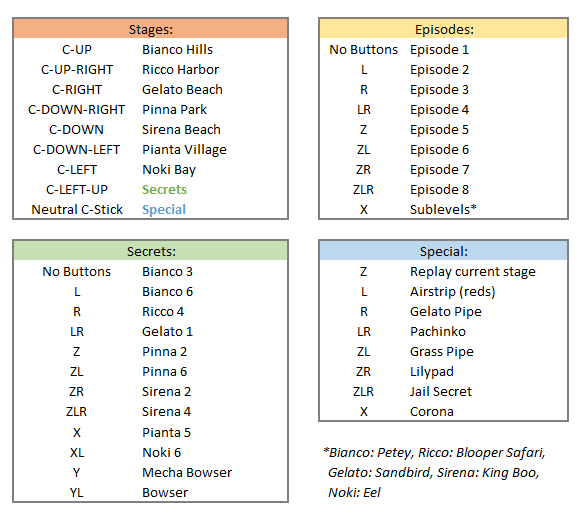 Stages:
C-UP Bianco Hills
C-UP-RIGHT Ricco Harbor
C-RIGHT Gelato Beach
C-DOWN-RIGHT Pinna Park
C-DOWN Sirena Beach
C-DOWN-LEFT Pianta Village
C-LEFT Noki Bay
C-LEFT-UP Secrets
Neutral C-Stick Special
Episodes:
No Buttons Episode 1
L Episode 2
R Episode 3
LR Episode 4
Z Episode 5
ZL Episode 6
ZR Episode 7
ZLR Episode 8
X Sublevels*
Secrets:
No Buttons Bianco 3
L Bianco 6
R Ricco 4
LR Gelato 1
Z Pinna 2
ZL Pinna 6
ZR Sirena 2
ZLR Sirena 4
X Pianta 5
XL Noki 6
Y Mecha Bowser
YL Bowser
Special:
Z Replay current stage
L Airstrip (reds)
R Gelato Pipe
LR Pachinko
ZL Grass Pipe
ZR Lilypad
ZLR Jail Secret
X Corona
*Bianco: Petey, Ricco: Blooper Safari,
Gelato: Sandbird, Sirena: King Boo,
Noki: Eel